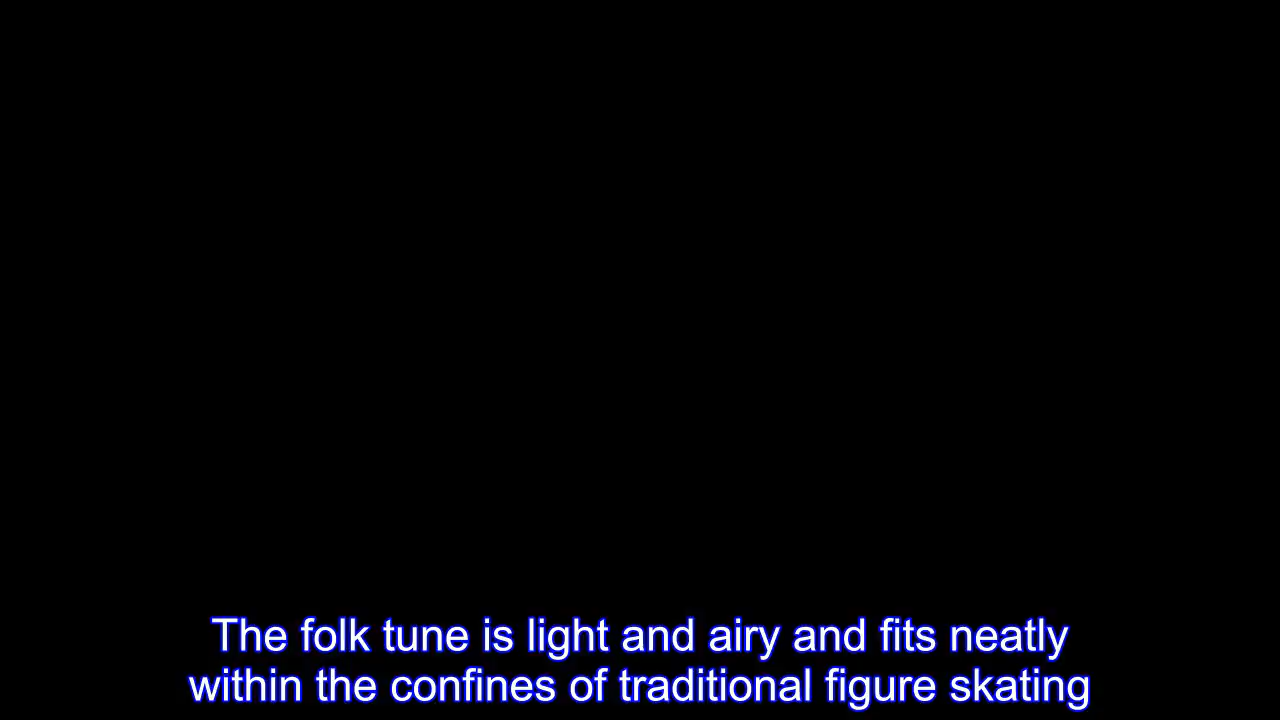 The folk tune is light and airy and fits neatly
within the confines of traditional figure skating